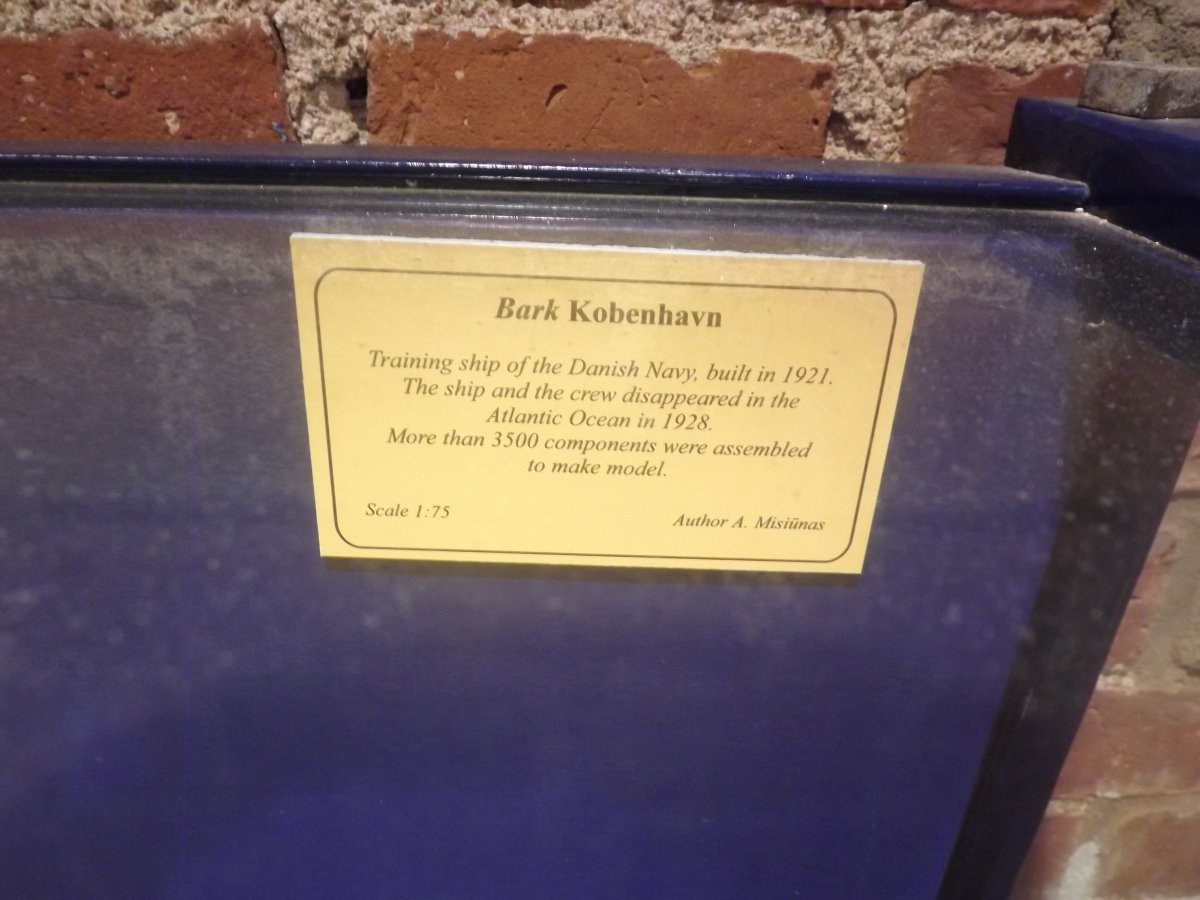 Bark Kobenhavn
Training ship of the Danish Navy, built in 1921.
The ship and the crew disappeared in the
Atlantic Ocean in 1928.
More than 3500 components were assembled
to make model.
Scale 1:75
Author A. Misiūnas